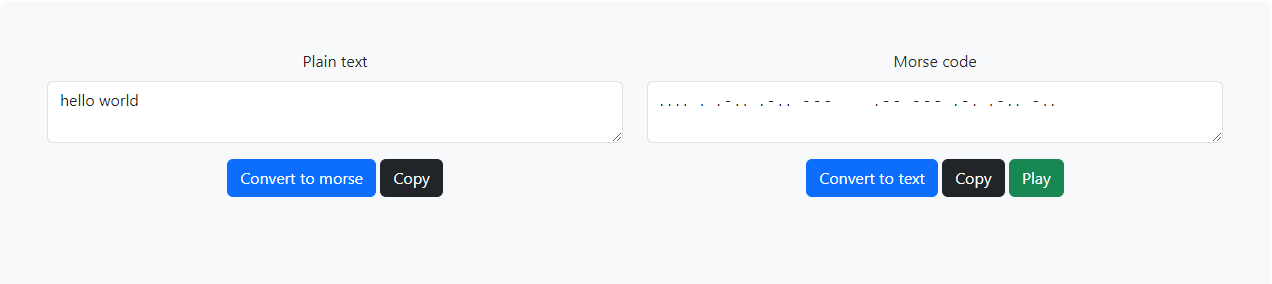 Plain text
hello world
Convert to morse
Copy
Morse code
.... . .-.. .-.. ---    .-- --- .-. .-.. -..
Convert to text
Copy
Play